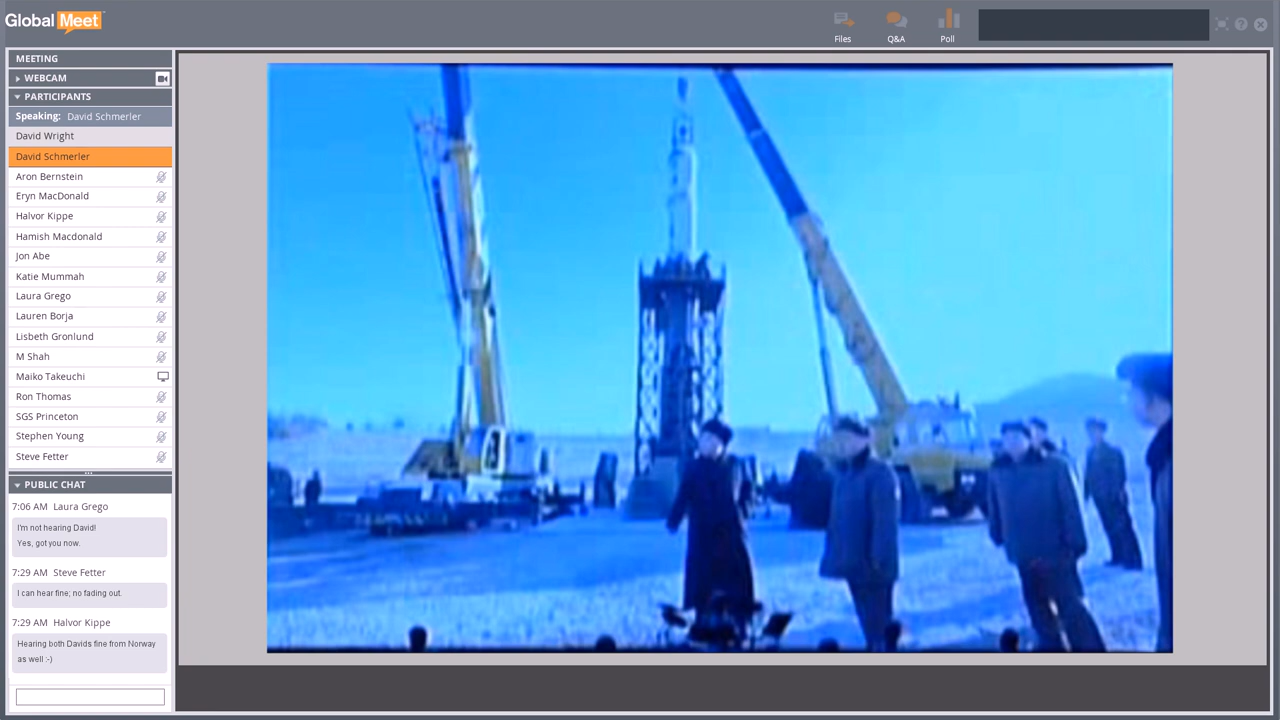 Global Meet
Files
Q&A
Poll
MEETING
WEBCAM
PARTICIPANTS
Speaking: David Schmerler
David Wright
David Schmerler
Aron Bernstein
Eryn MacDonald
Halvor Kippe
Hamish Macdonald
Jon Abe
Katie Mummah
Laura Grego
Lauren Borja
Lisbeth Gronlund
M Shah
Maiko Takeuchi
Ron Thomas
SGS Princeton
Stephen Young
Steve Fetter
PUBLIC CHAT
7:06 AM Laura Grego
I'm not hearing David!
Yes, got you now.
7:29 AM Steve Fetter
I can hear fine; no fading out.
7:29 AM Halvor Kippe
Hearing both Davids fine from Norway
as well :-)